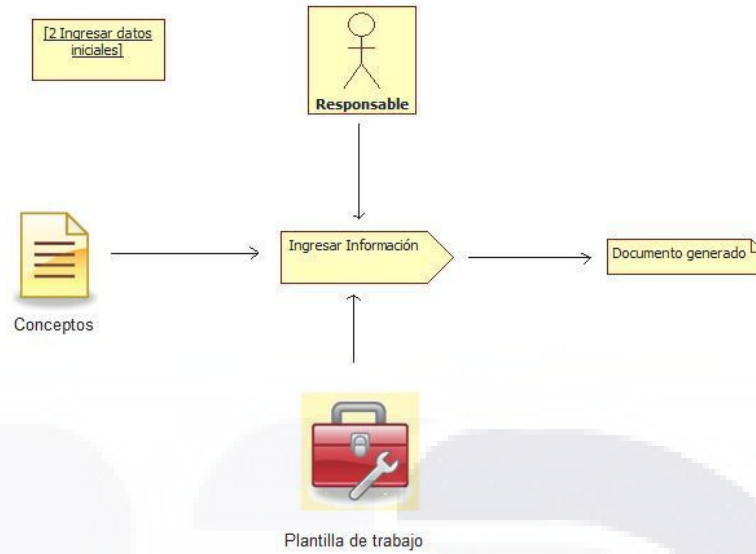 [2 Ingresar datos
iniciales]
Responsable
Ingresar Información
Documento generado
Conceptos
Plantilla de trabajo